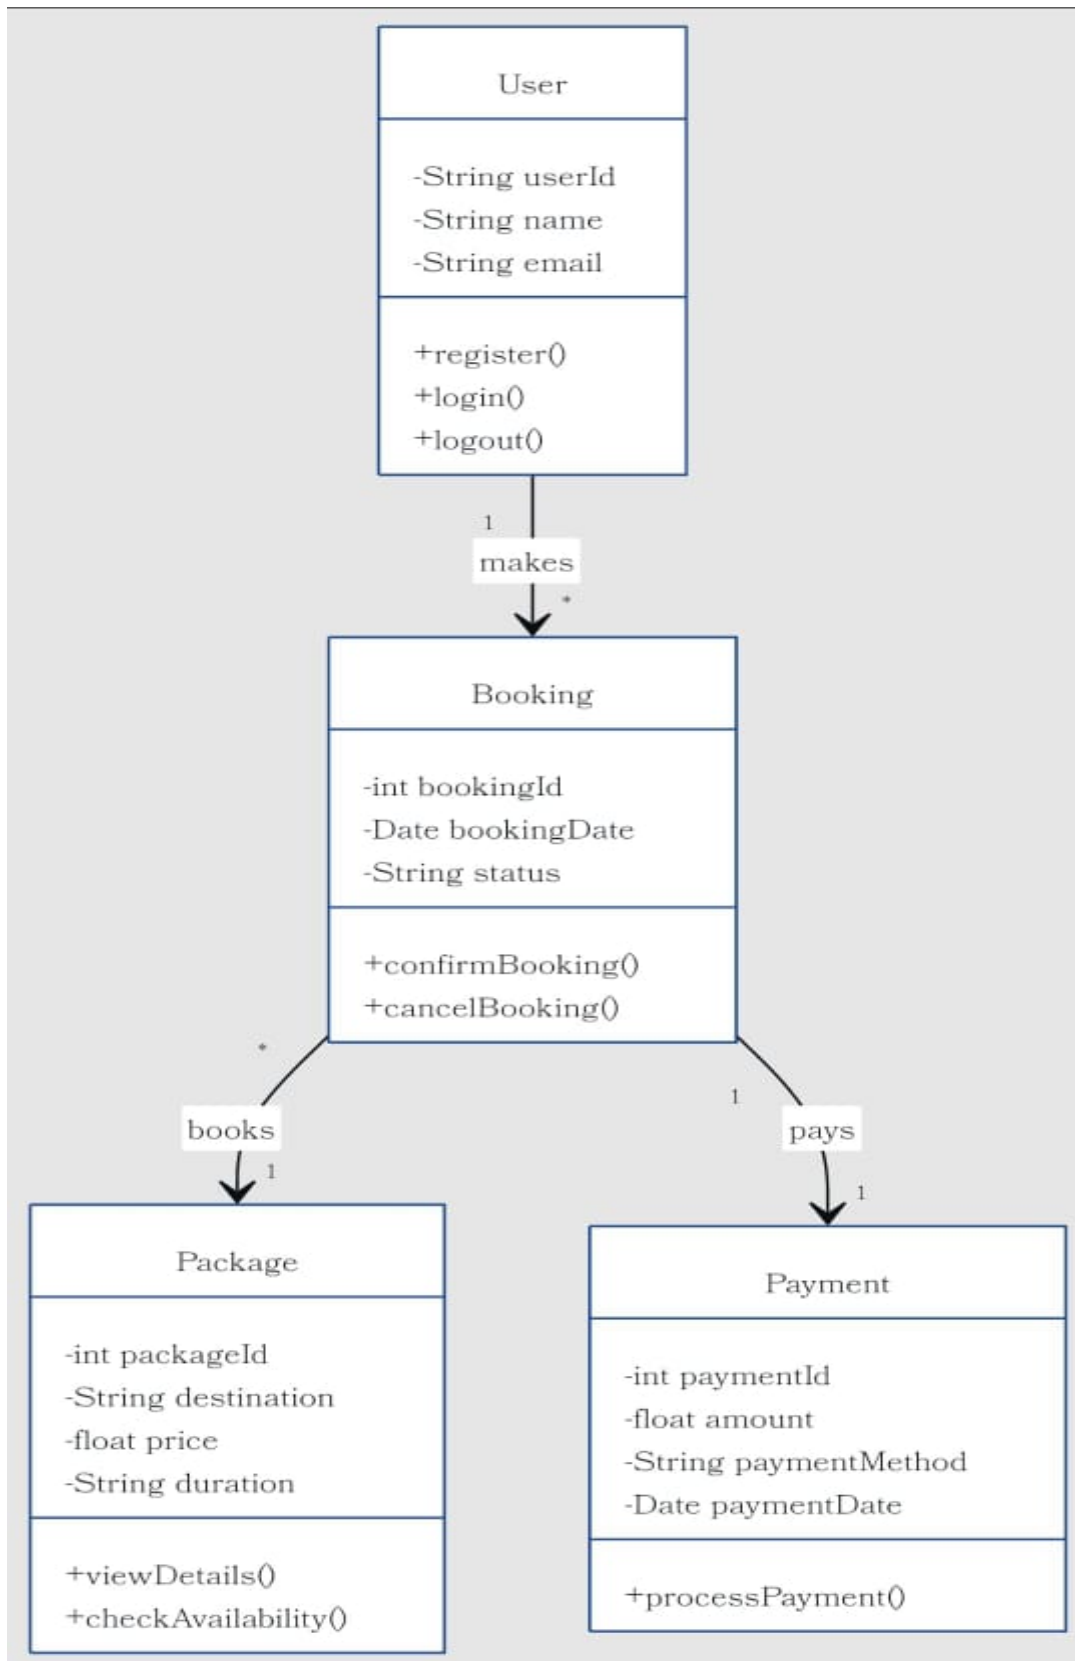 User
-String userId
-String name
-String email
+register()
+login()
+logout()
1
makes
*
Booking
-int bookingId
-Date bookingDate
-String status
+confirmBooking()
+cancelBooking()
*
books
1
1
pays
1
Package
-int packageId
-String destination
-float price
-String duration
+viewDetails()
+checkAvailability()
Payment
-int paymentId
-float amount
-String paymentMethod
-Date paymentDate
+processPayment()